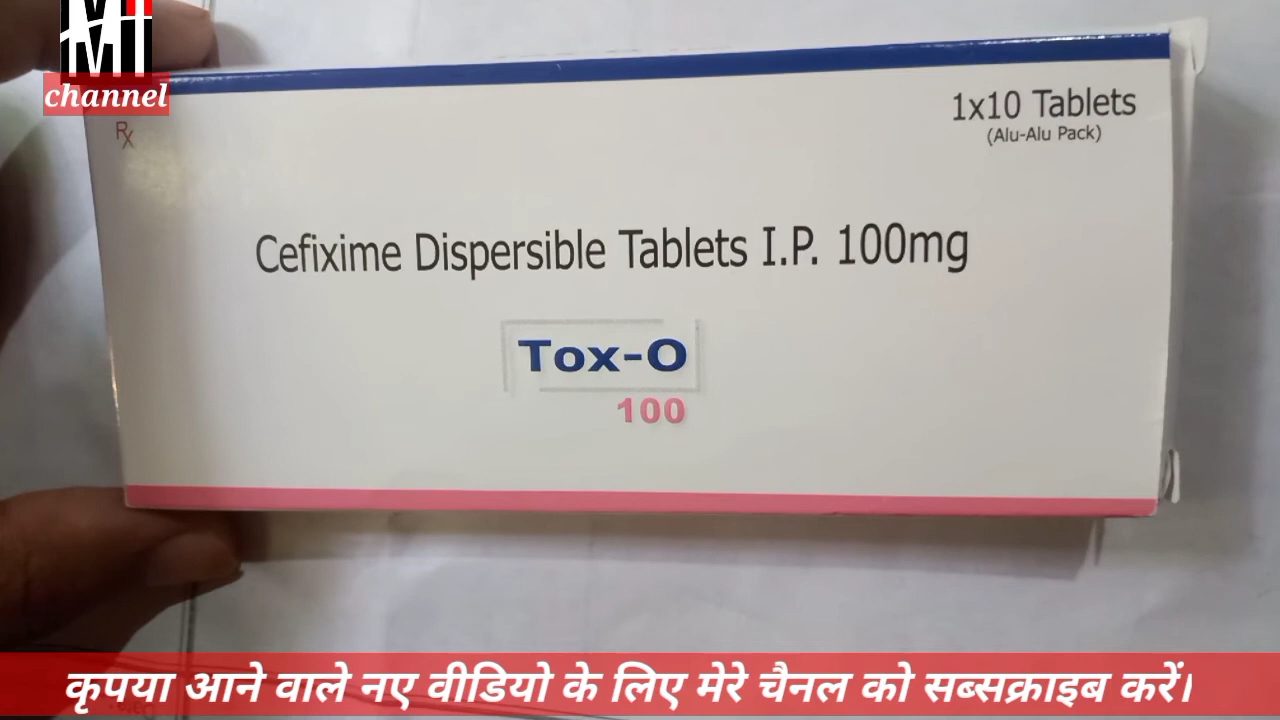 MI
channel
Rx
1x10 Tablets
(Alu-Alu Pack)
Cefixime Dispersible Tablets I.P. 100mg
Tox-O
100
कृपया आने वाले नए वीडियो के लिए मेरे चैनल को सब्सक्राइब करें।